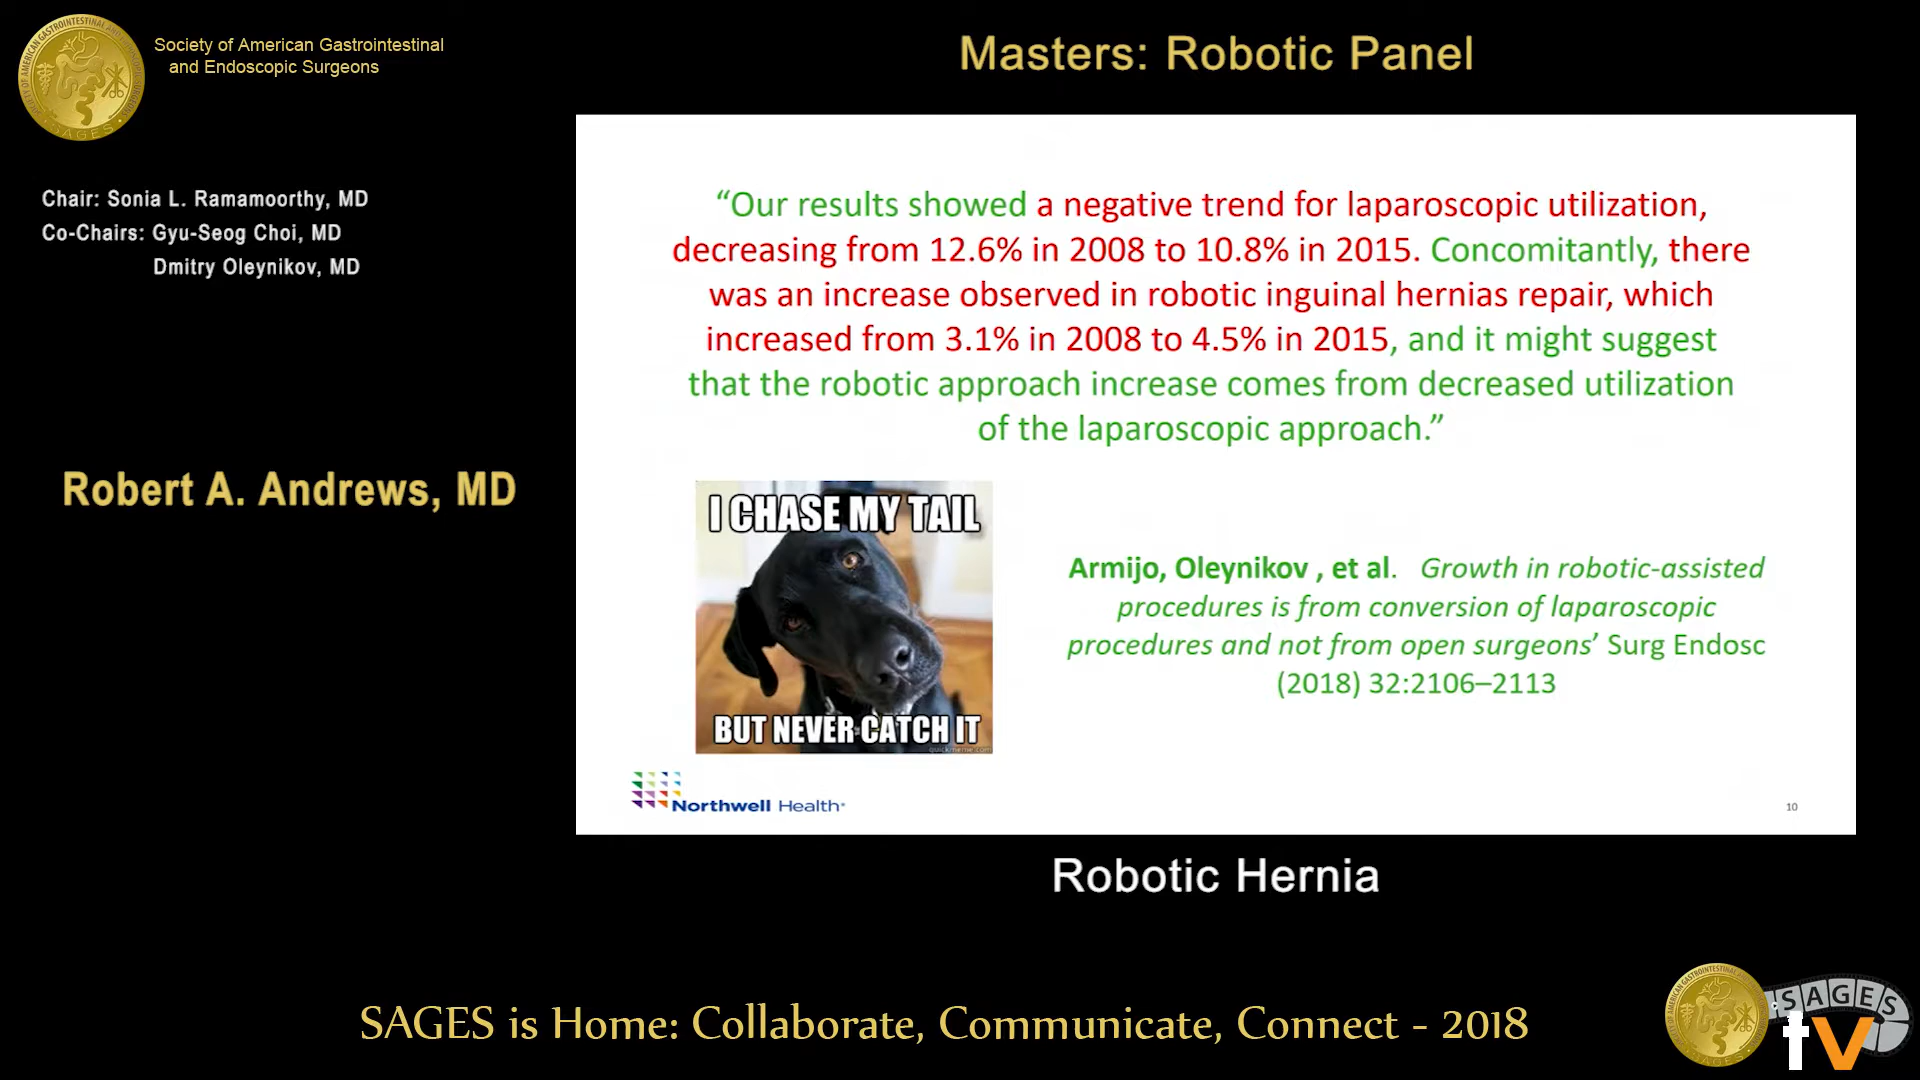 Society of American Gastrointestinal
and Endoscopic Surgeons
Masters: Robotic Panel
Chair: Sonia L. Ramamoorthy, MD
Co-Chairs: Gyu-Seog Choi, MD
Dmitry Oleynikov, MD
Robert A. Andrews, MD
“Our results showed a negative trend for laparoscopic utilization,
decreasing from 12.6% in 2008 to 10.8% in 2015. Concomitantly, there
was an increase observed in robotic inguinal hernias repair, which
increased from 3.1% in 2008 to 4.5% in 2015, and it might suggest
that the robotic approach increase comes from decreased utilization
of the laparoscopic approach.”
I CHASE MY TAIL
BUT NEVER CATCH IT
quickmeme.com
Armijo, Oleynikov , et al. Growth in robotic-assisted
procedures is from conversion of laparoscopic
procedures and not from open surgeons’ Surg Endosc
(2018) 32:2106–2113
Northwell Health
10
Robotic Hernia
SAGES is Home: Collaborate, Communicate, Connect - 2018
SAGES
tv